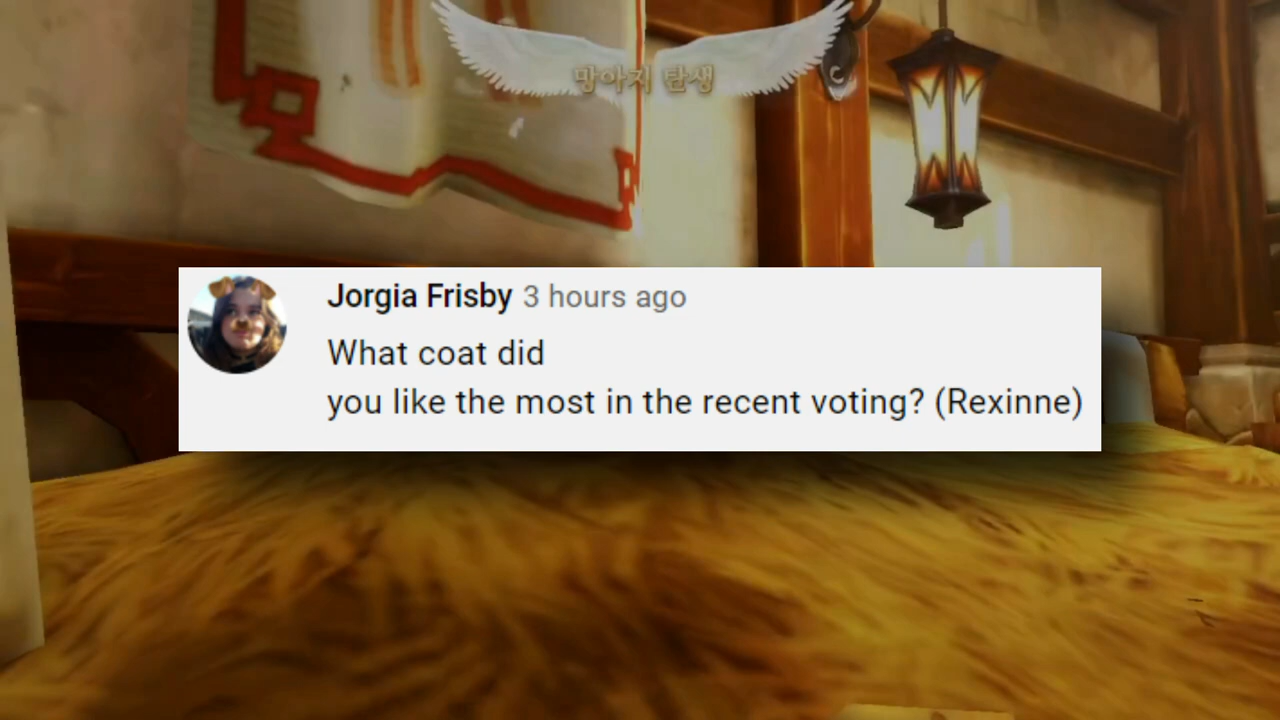 망아지 탄생
Jorgia Frisby 3 hours ago
What coat did
you like the most in the recent voting? (Rexinne)